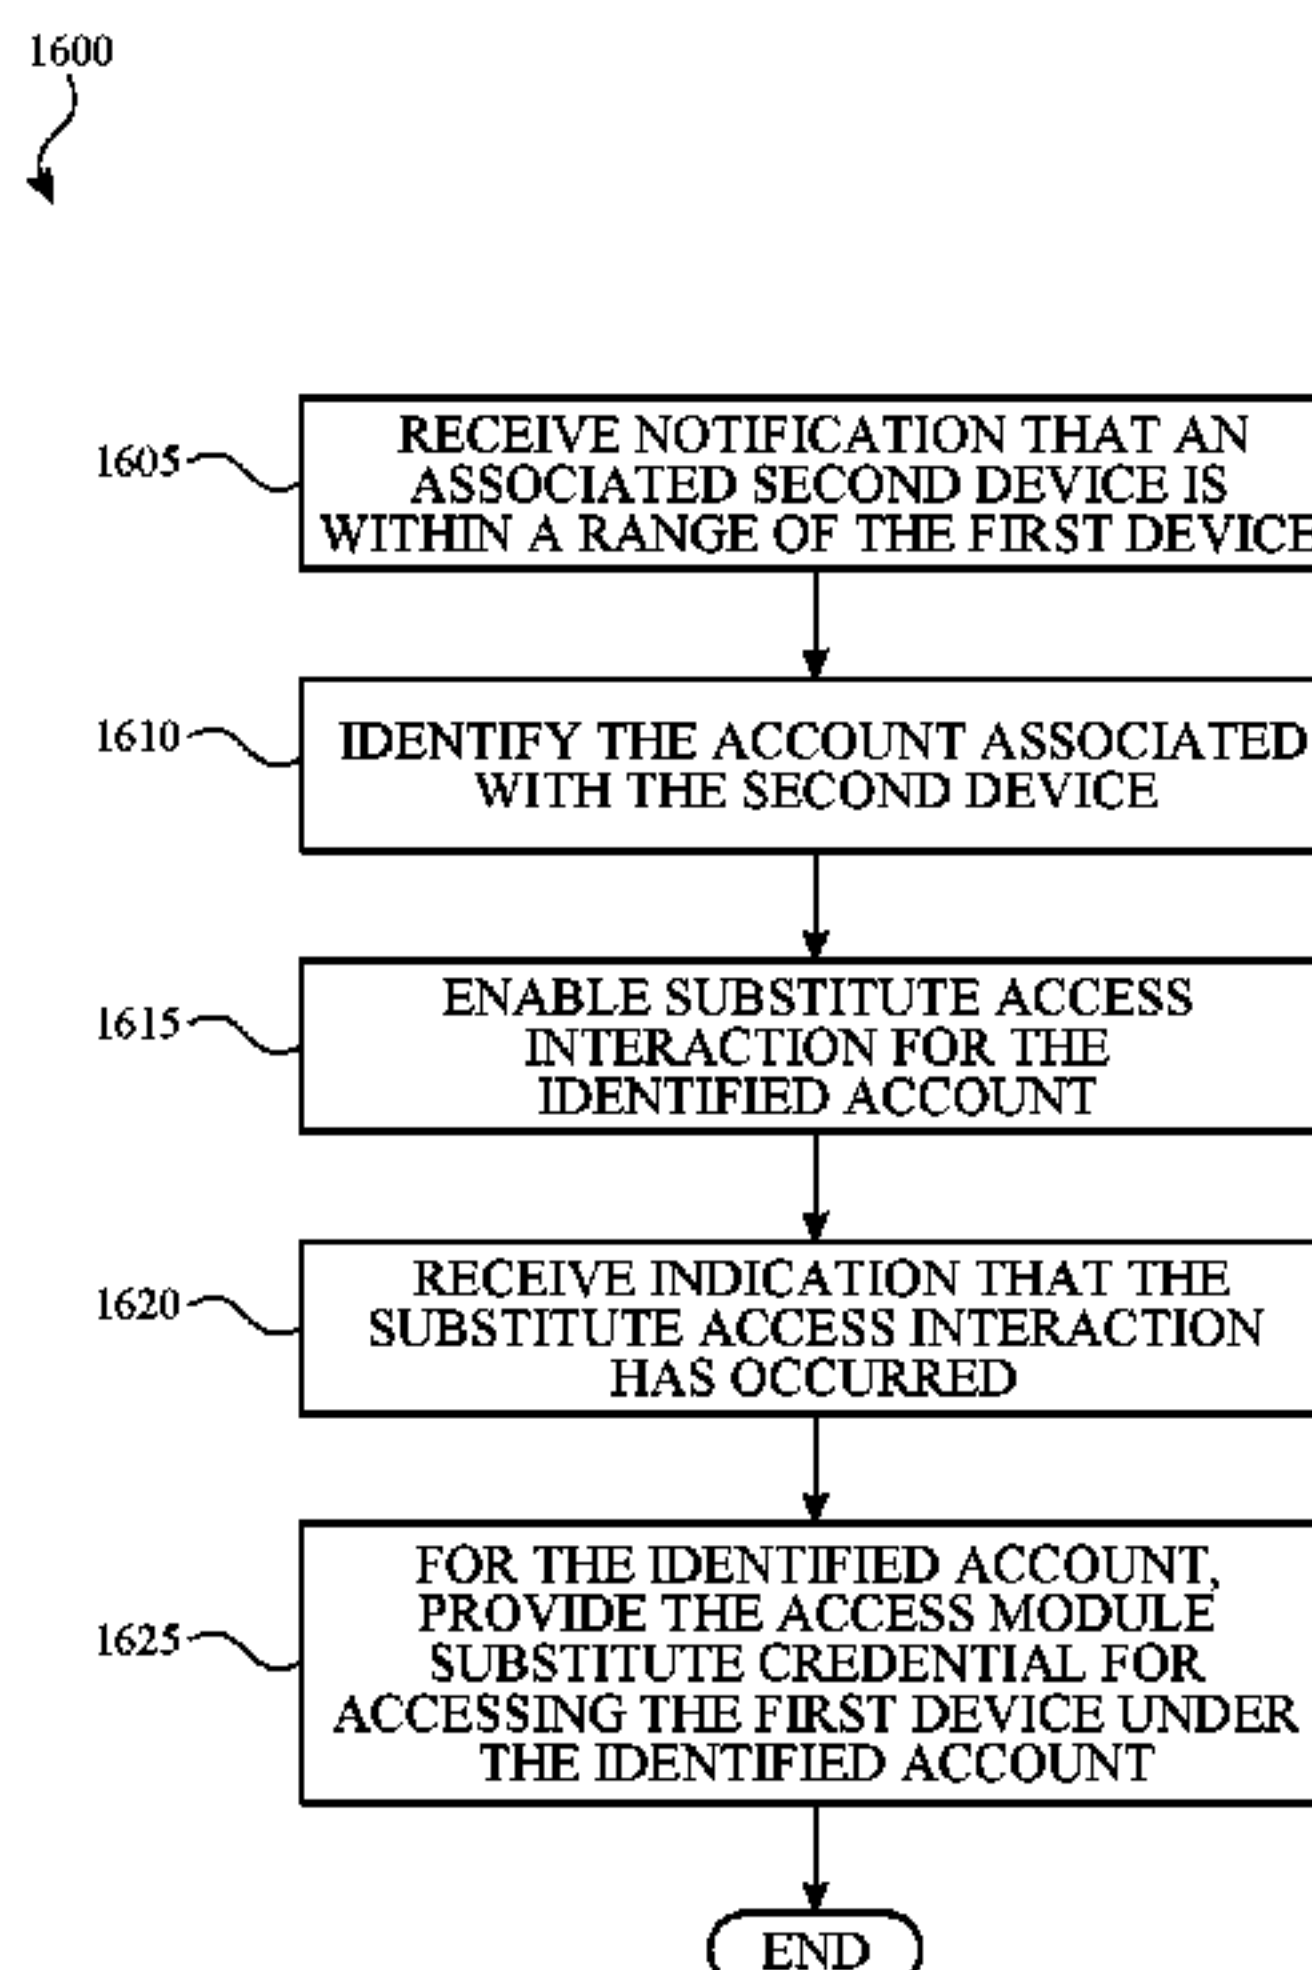 1600
1605
RECEIVE NOTIFICATION THAT AN
ASSOCIATED SECOND DEVICE IS
WITHIN A RANGE OF THE FIRST DEVICE
1610
IDENTIFY THE ACCOUNT ASSOCIATED
WITH THE SECOND DEVICE
1615
ENABLE SUBSTITUTE ACCESS
INTERACTION FOR THE
IDENTIFIED ACCOUNT
1620
RECEIVE INDICATION THAT THE
SUBSTITUTE ACCESS INTERACTION
HAS OCCURRED
1625
FOR THE IDENTIFIED ACCOUNT,
PROVIDE THE ACCESS MODULE
SUBSTITUTE CREDENTIAL FOR
ACCESSING THE FIRST DEVICE UNDER
THE IDENTIFIED ACCOUNT
END